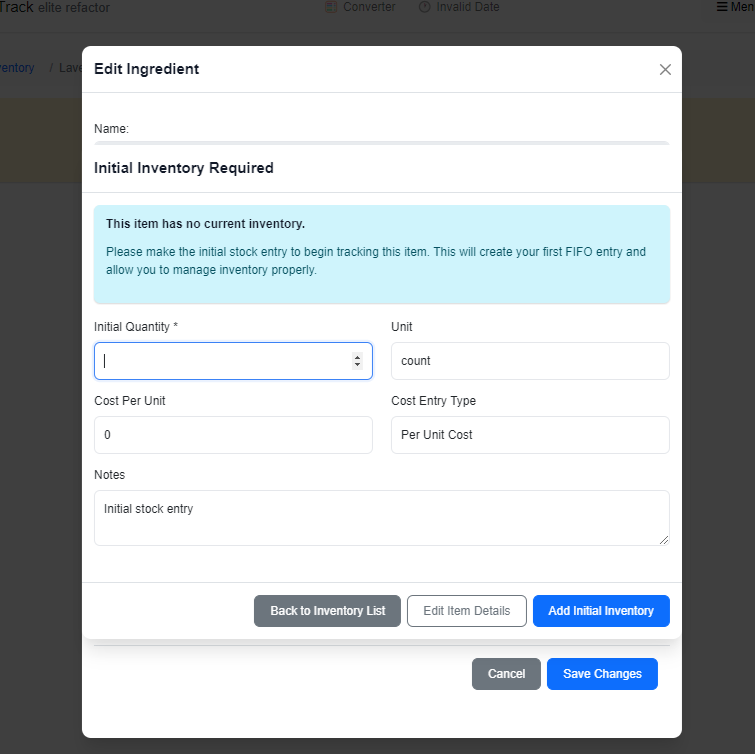 Track elite refactor
Converter
Invalid Date
Men
entory / Lave
Edit Ingredient
Name:
Initial Inventory Required
This item has no current inventory.
Please make the initial stock entry to begin tracking this item. This will create your first FIFO entry and
allow you to manage inventory properly.
Initial Quantity * Unit
count
Cost Per Unit Cost Entry Type
0 Per Unit Cost
Notes
Initial stock entry
Back to Inventory List Edit Item Details Add Initial Inventory
Cancel Save Changes